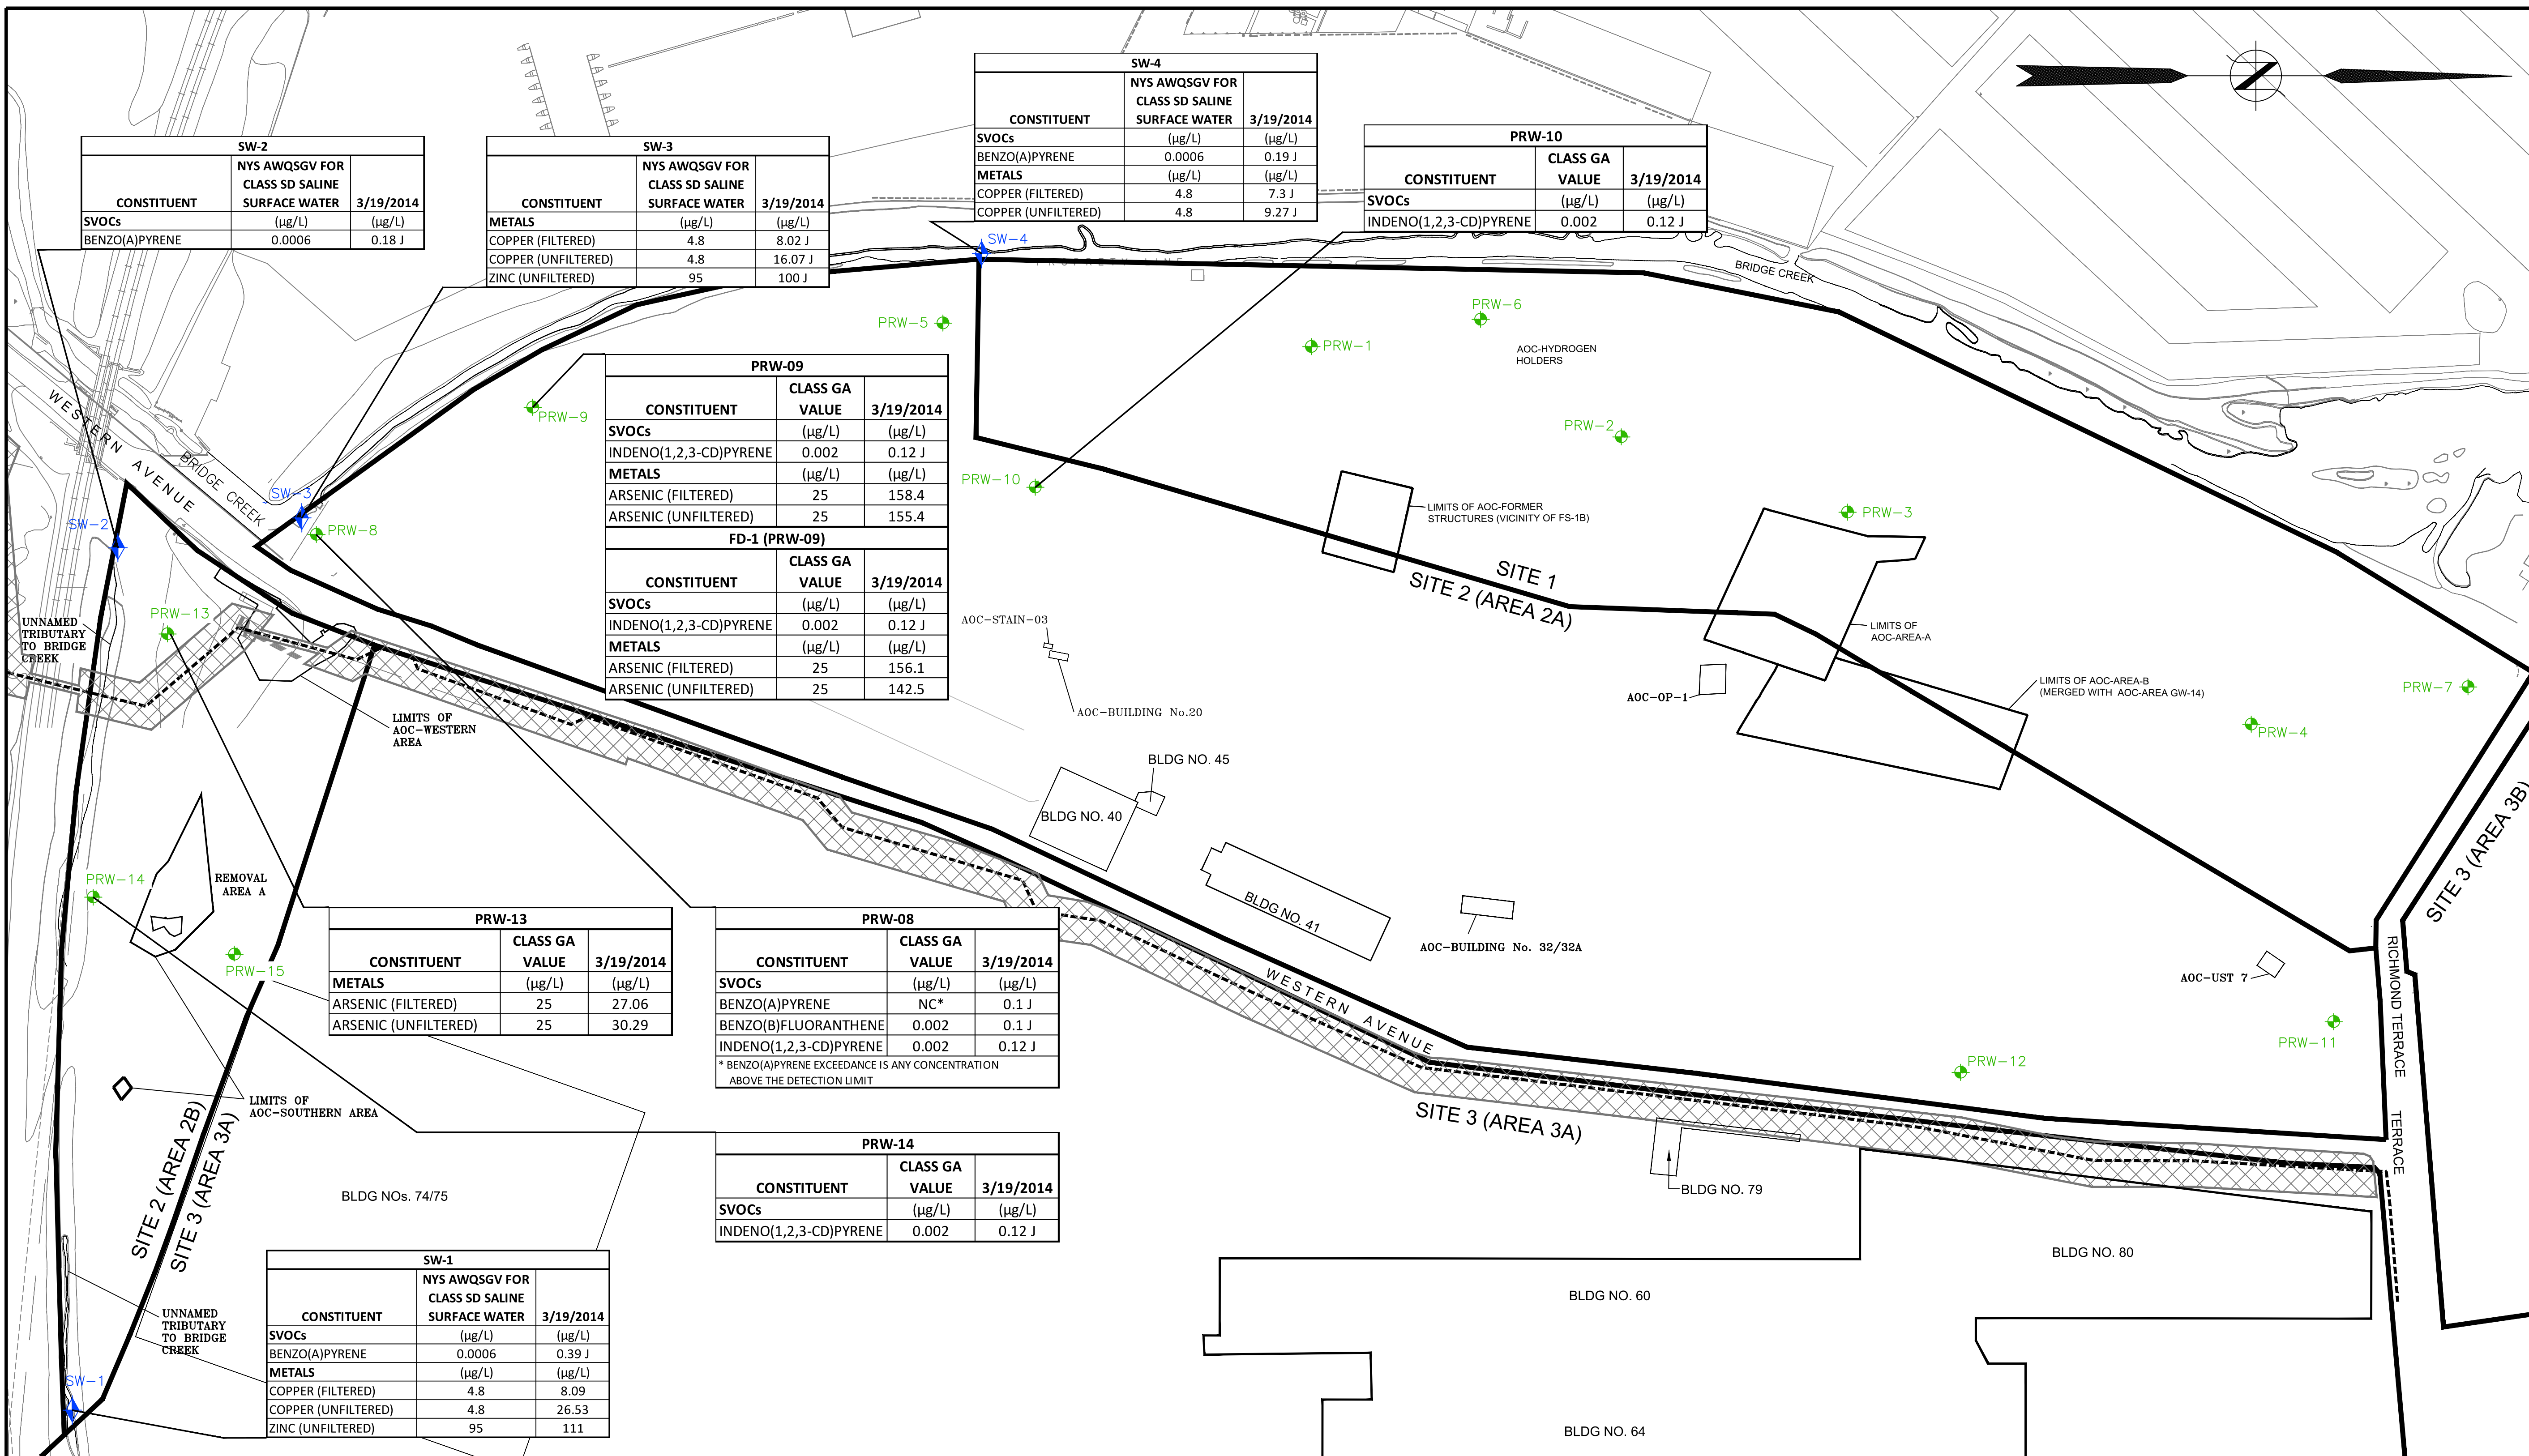 SW-4
NYS AWQSGV FOR
CLASS SD SALINE
CONSTITUENT SURFACE WATER 3/19/2014
SVOCs (µg/L) (µg/L)
BENZO(A)PYRENE 0.0006 0.19 J
METALS (µg/L) (µg/L)
COPPER (FILTERED) 4.8 7.3 J
COPPER (UNFILTERED) 4.8 9.27 J
PRW-10
CLASS GA
CONSTITUENT VALUE 3/19/2014
SVOCs (µg/L) (µg/L)
INDENO(1,2,3-CD)PYRENE 0.002 0.12 J
SW-2
NYS AWQSGV FOR
CLASS SD SALINE
CONSTITUENT SURFACE WATER 3/19/2014
SVOCs (µg/L) (µg/L)
BENZO(A)PYRENE 0.0006 0.18 J
SW-3
NYS AWQSGV FOR
CLASS SD SALINE
CONSTITUENT SURFACE WATER 3/19/2014
METALS (µg/L) (µg/L)
COPPER (FILTERED) 4.8 8.02 J
COPPER (UNFILTERED) 4.8 16.07 J
ZINC (UNFILTERED) 95 100 J
SW-4
PROPERTY LINE
BRIDGE CREEK
PRW-5
PRW-6
PRW-1
AOC-HYDROGEN
HOLDERS
PRW-2
PRW-9
PRW-09
CLASS GA
CONSTITUENT VALUE 3/19/2014
SVOCs (µg/L) (µg/L)
INDENO(1,2,3-CD)PYRENE 0.002 0.12 J
METALS (µg/L) (µg/L)
ARSENIC (FILTERED) 25 158.4
ARSENIC (UNFILTERED) 25 155.4
FD-1 (PRW-09)
CLASS GA
CONSTITUENT VALUE 3/19/2014
SVOCs (µg/L) (µg/L)
INDENO(1,2,3-CD)PYRENE 0.002 0.12 J
METALS (µg/L) (µg/L)
ARSENIC (FILTERED) 25 156.1
ARSENIC (UNFILTERED) 25 142.5
WESTERN AVENUE
BRIDGE CREEK
SW-3
SW-2
PRW-8
PRW-10
LIMITS OF AOC-FORMER
STRUCTURES (VICINITY OF FS-1B)
PRW-3
SITE 1
SITE 2 (AREA 2A)
LIMITS OF
AOC-AREA-A
PRW-13
UNNAMED
TRIBUTARY
TO BRIDGE
CREEK
AOC-STAIN-03
AOC-BUILDING No.20
AOC-OP-1
LIMITS OF AOC-AREA-B
(MERGED WITH AOC-AREA GW-14)
PRW-7
PRW-4
LIMITS OF
AOC-WESTERN
AREA
BLDG NO. 45
BLDG NO. 40
BLDG NO. 41
SITE 3 (AREA 3B)
PRW-14
REMOVAL
AREA A
PRW-15
AOC-BUILDING No. 32/32A
AOC-UST 7
PRW-11
PRW-12
RICHMOND TERRACE
TERRACE
WESTERN AVENUE
PRW-13
CLASS GA
CONSTITUENT VALUE 3/19/2014
METALS (µg/L) (µg/L)
ARSENIC (FILTERED) 25 27.06
ARSENIC (UNFILTERED) 25 30.29
PRW-08
CLASS GA
CONSTITUENT VALUE 3/19/2014
SVOCs (µg/L) (µg/L)
BENZO(A)PYRENE NC* 0.1 J
BENZO(B)FLUORANTHENE 0.002 0.1 J
INDENO(1,2,3-CD)PYRENE 0.002 0.12 J
* BENZO(A)PYRENE EXCEEDANCE IS ANY CONCENTRATION
ABOVE THE DETECTION LIMIT
LIMITS OF
AOC-SOUTHERN AREA
SITE 3 (AREA 3A)
PRW-14
CLASS GA
CONSTITUENT VALUE 3/19/2014
SVOCs (µg/L) (µg/L)
INDENO(1,2,3-CD)PYRENE 0.002 0.12 J
SITE 2 (AREA 2B)
SITE 3 (AREA 3A)
BLDG NOs. 74/75
BLDG NO. 79
BLDG NO. 80
BLDG NO. 60
BLDG NO. 64
UNNAMED
TRIBUTARY
TO BRIDGE
CREEK
SW-1
SW-1
NYS AWQSGV FOR
CLASS SD SALINE
CONSTITUENT SURFACE WATER 3/19/2014
SVOCs (µg/L) (µg/L)
BENZO(A)PYRENE 0.0006 0.39 J
METALS (µg/L) (µg/L)
COPPER (FILTERED) 4.8 8.09
COPPER (UNFILTERED) 4.8 26.53
ZINC (UNFILTERED) 95 111